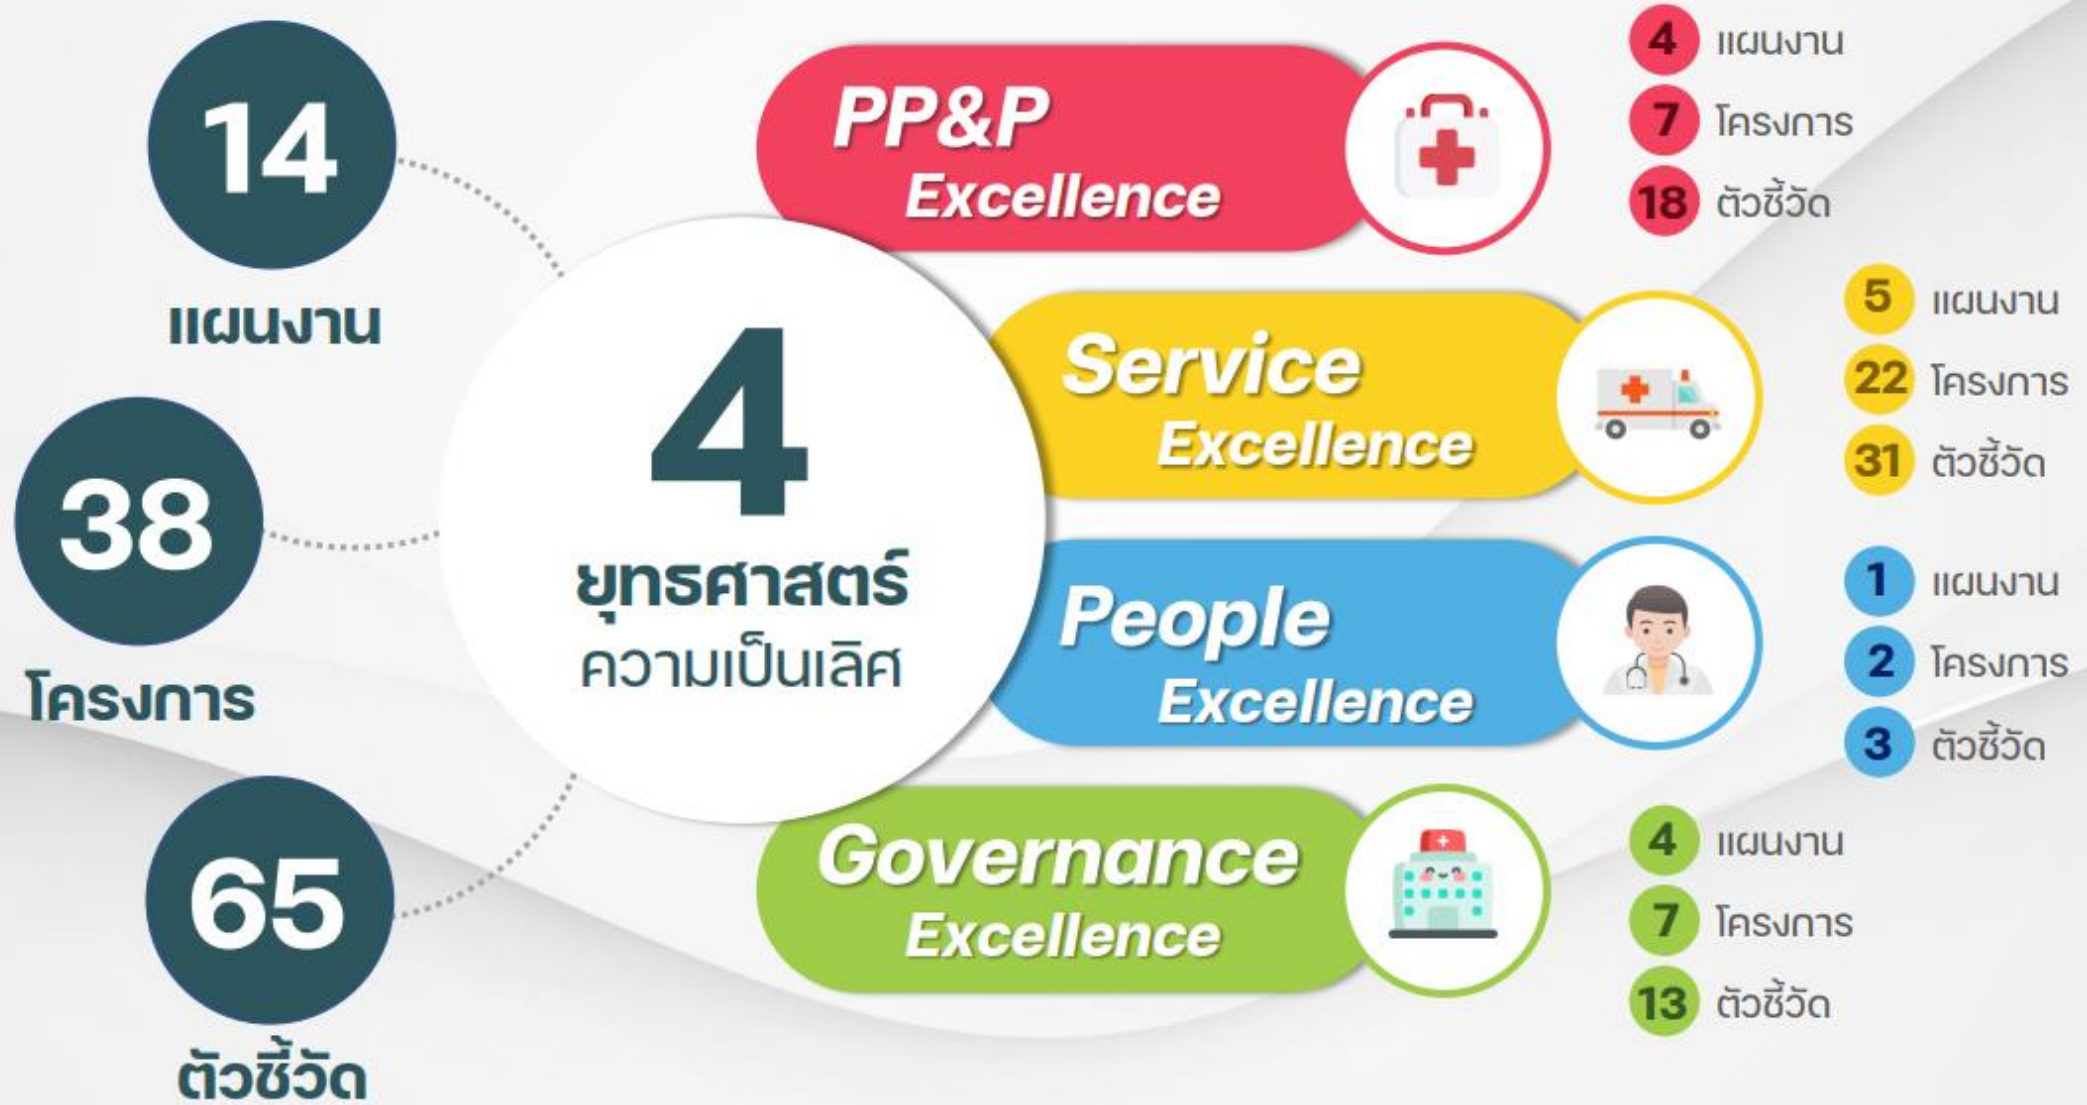 14
แผนงาน
38
โครงการ
65
ตัวชี้วัด
4
ยุทธศาสตร์
ความเป็นเลิศ
PP&P
Excellence
4 แผนงาน
7 โครงการ
18 ตัวชี้วัด
Service
Excellence
5 แผนงาน
22 โครงการ
31 ตัวชี้วัด
People
Excellence
1 แผนงาน
2 โครงการ
3 ตัวชี้วัด
Governance
Excellence
4 แผนงาน
7 โครงการ
13 ตัวชี้วัด